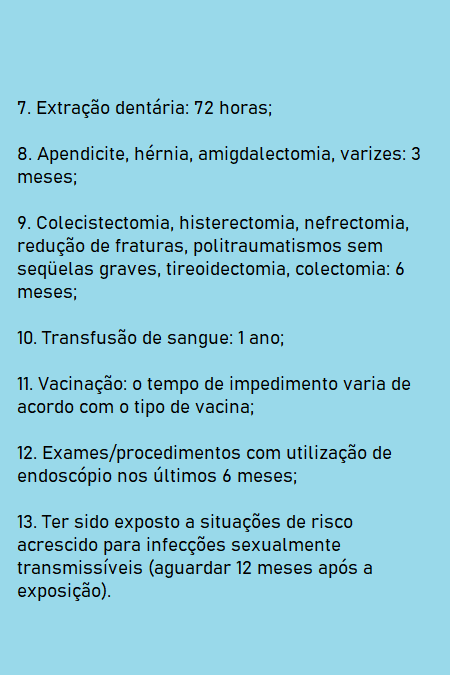 7. Extração dentária: 72 horas;
8. Apendicite, hérnia, amigdalectomia, varizes: 3
meses;
9. Colecistectomia, histerectomia, nefrectomia,
redução de fraturas, politraumatismos sem
seqüelas graves, tireoidectomia, colectomia: 6
meses;
10. Transfusão de sangue: 1 ano;
11. Vacinação: o tempo de impedimento varia de
acordo com o tipo de vacina;
12. Exames/procedimentos com utilização de
endoscópio nos últimos 6 meses;
13. Ter sido exposto a situações de risco
acrescido para infecções sexualmente
transmissíveis (aguardar 12 meses após a
exposição).